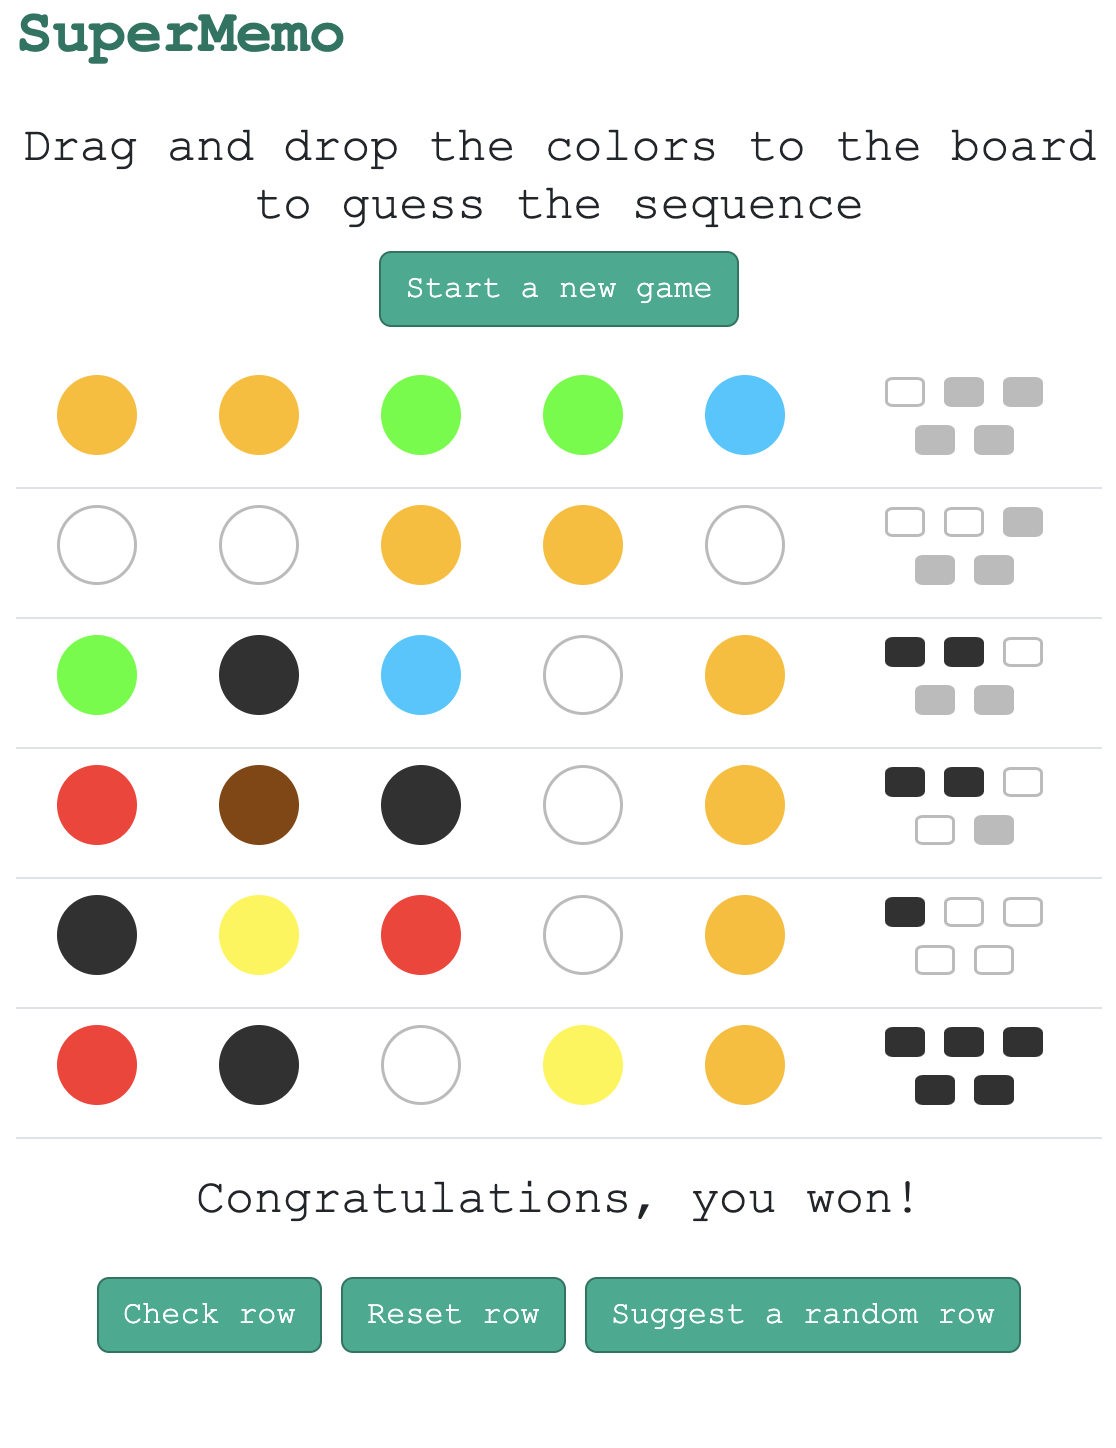 SuperMemo
Drag and drop the colors to the board
to guess the sequence
Start a new game
Congratulations, you won!
Check row
Reset row
Suggest a random row